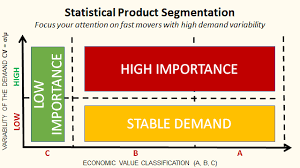 Statistical Product Segmentation
Focus your attention on fast movers with high demand variability
VARIABILITY OF THE DEMAND CV = σ/μ
HIGH
LOW
LOW
IMPORTANCE
HIGH IMPORTANCE
STABLE DEMAND
C
B
A
ECONOMIC VALUE CLASSIFICATION (A, B, C)